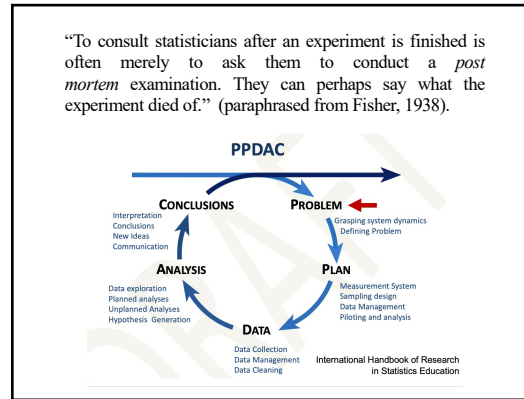 “To consult statisticians after an experiment is finished is
often merely to ask them to conduct a post
mortem examination. They can perhaps say what the
experiment died of.” (paraphrased from Fisher, 1938).
PPDAC
CONCLUSIONS
Interpretation
Conclusions
New Ideas
Communication
PROBLEM
Grasping system dynamics
Defining Problem
ANALYSIS
Data exploration
Planned analyses
Unplanned Analyses
Hypothesis Generation
PLAN
Measurement System
Sampling design
Data Management
Piloting and analysis
DATA
Data Collection
Data Management
Data Cleaning
International Handbook of Research
in Statistics Education
DRAFT